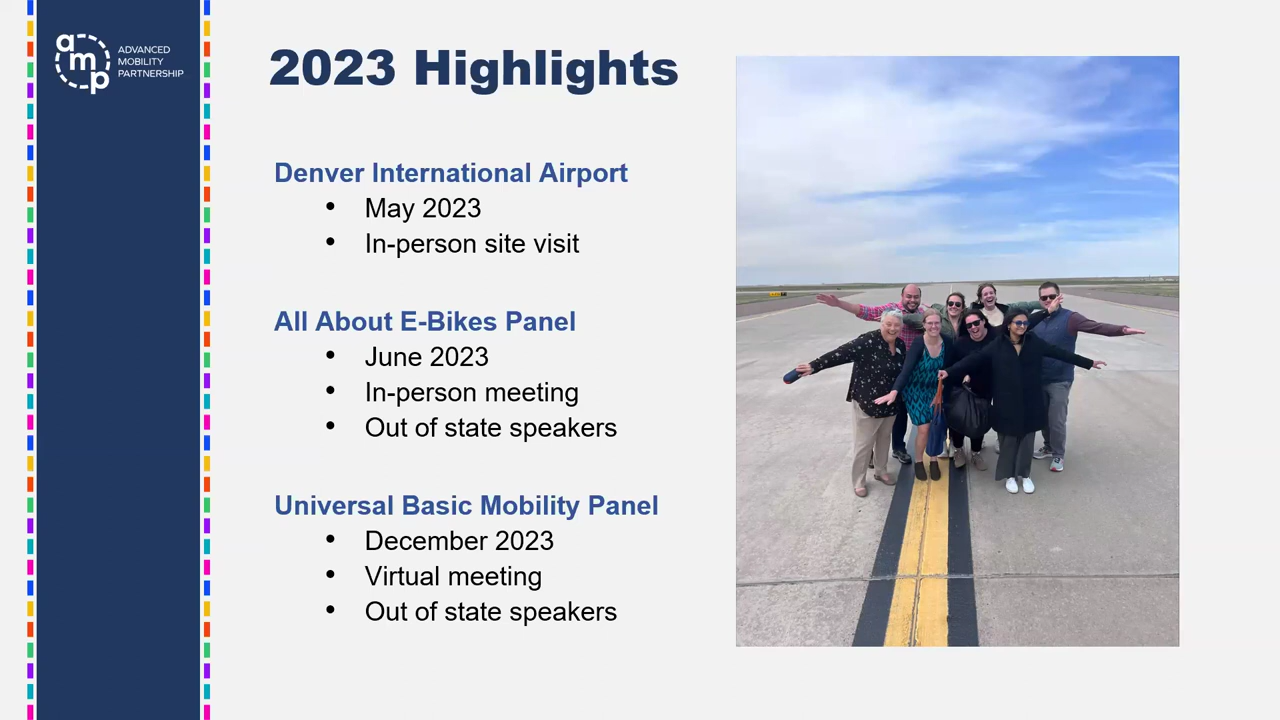 amp
ADVANCED
MOBILITY
PARTNERSHIP
2023 Highlights
Denver International Airport
• May 2023
• In-person site visit
All About E-Bikes Panel
• June 2023
• In-person meeting
• Out of state speakers
Universal Basic Mobility Panel
• December 2023
• Virtual meeting
• Out of state speakers